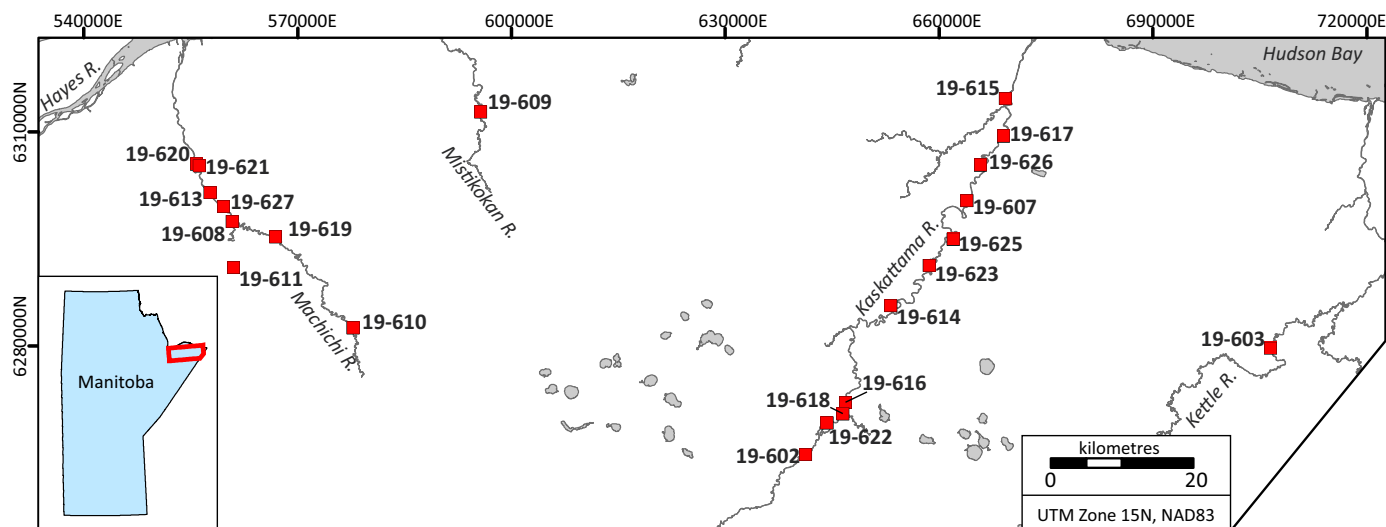 540000E
570000E
600000E
630000E
6600000E
690000E
7200000E
6310000N
6280000N
Hayes R.
Hudson Bay
19-615
19-609
19-617
19-620
19-621
19-626
Mistikokan R.
19-613
19-627
19-607
19-608
19-619
19-625
Kaskattama R.
19-611
19-623
Machichi R.
19-610
19-614
19-603
Kettle R.
Manitoba
19-616
19-618
19-622
19-602
kilometres
0
20
UTM Zone 15N, NAD83